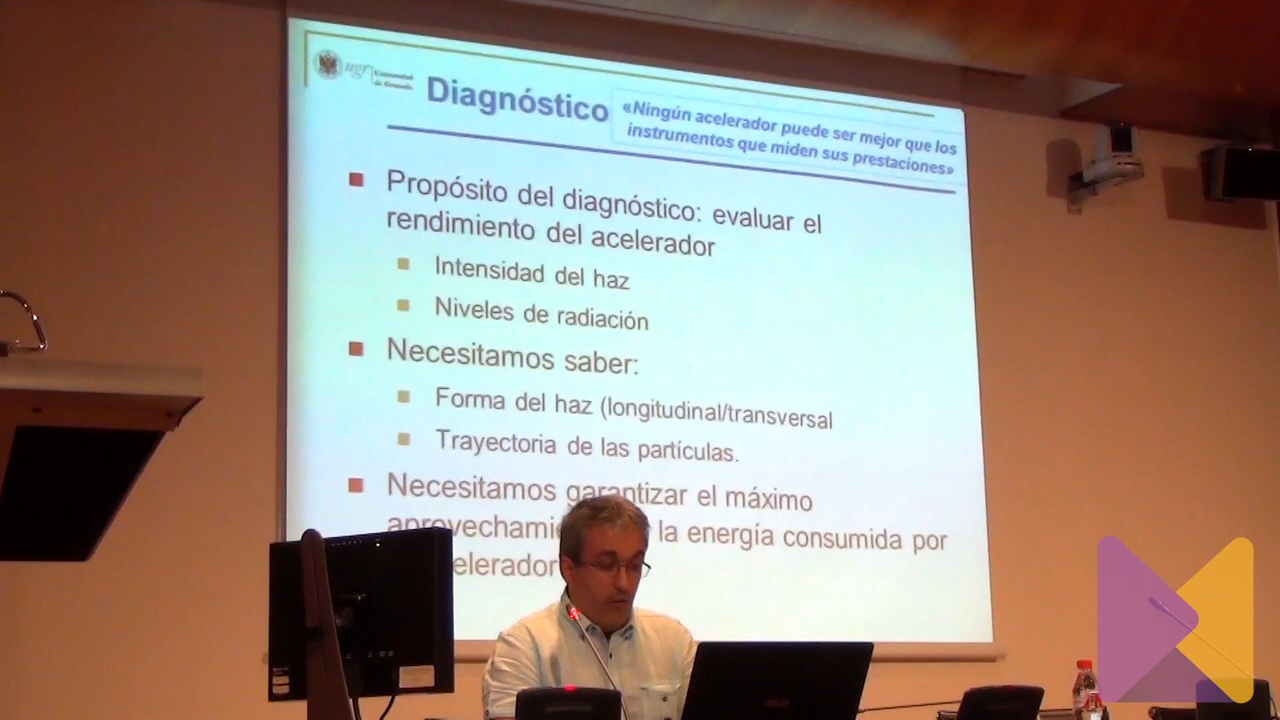 ugr Universidad
de Granada
Diagnóstico
«Ningún acelerador puede ser mejor que los
instrumentos que miden sus prestaciones»
Propósito del diagnóstico: evaluar el
rendimiento del acelerador
Intensidad del haz
Niveles de radiación
Necesitamos saber:
Forma del haz (longitudinal/transversal
Trayectoria de las partículas.
Necesitamos garantizar el máximo
la energía consumida por